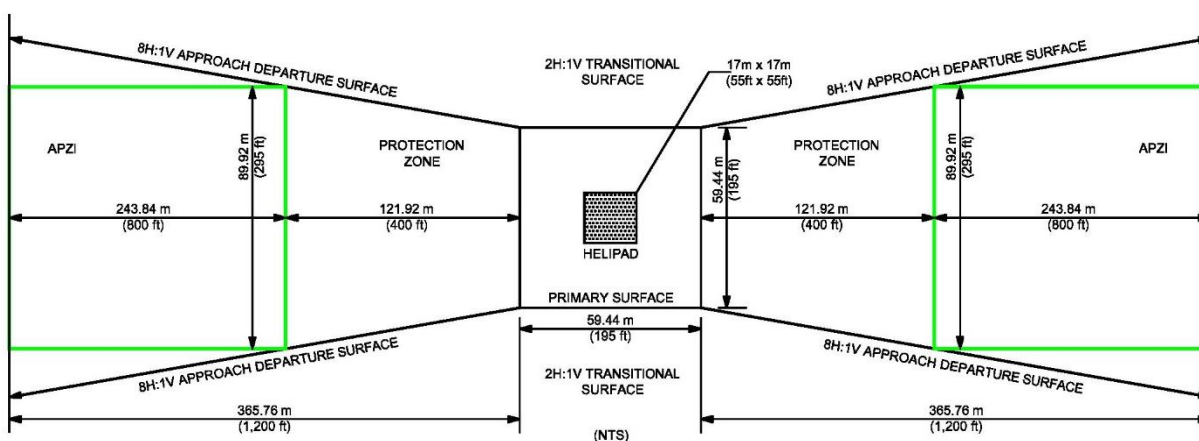 8H:1V APPROACH DEPARTURE SURFACE
2H:1V TRANSITIONAL
SURFACE
17m x 17m
(55ft x 55ft)
8H:1V APPROACH DEPARTURE SURFACE
APZI
89.92 m
(295 ft)
PROTECTION
ZONE
59.44 m
(195 ft)
PROTECTION
ZONE
89.92 m
(295 ft)
APZI
243.84 m
(800 ft)
121.92 m
(400 ft)
HELIPAD
121.92 m
(400 ft)
243.84 m
(800 ft)
PRIMARY SURFACE
59.44 m
(195 ft)
8H:1V APPROACH DEPARTURE SURFACE
2H:1V TRANSITIONAL
SURFACE
8H:1V APPROACH DEPARTURE SURFACE
365.76 m
(1,200 ft)
(NTS)
365.76 m
(1,200 ft)